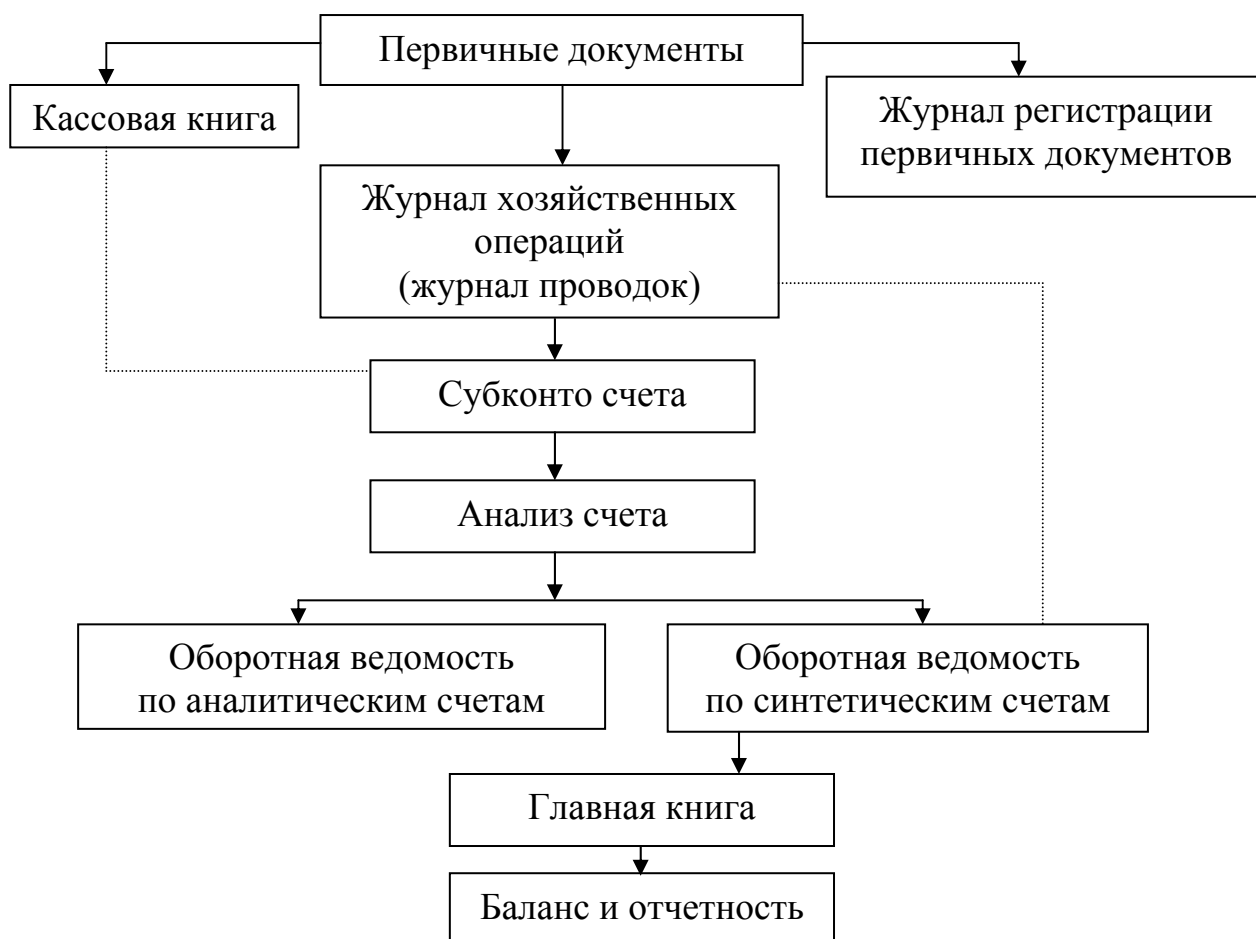 Первичные документы
Кассовая книга
Журнал регистрации
первичных документов
Журнал хозяйственных
операций
(журнал проводок)
Субконто счета
Анализ счета
Оборотная ведомость
по аналитическим счетам
Оборотная ведомость
по синтетическим счетам
Главная книга
Баланс и отчетность